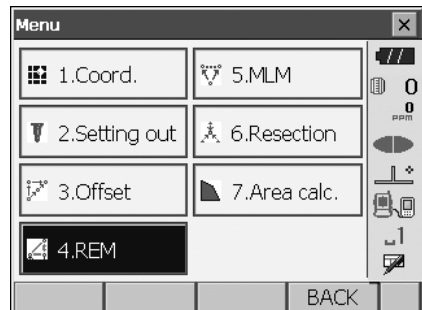 Menu
1.Coord.
5.MLM
2.Setting out
6.Resection
3.Offset
7.Area calc.
4.REM
0
0
PPM
1
BACK